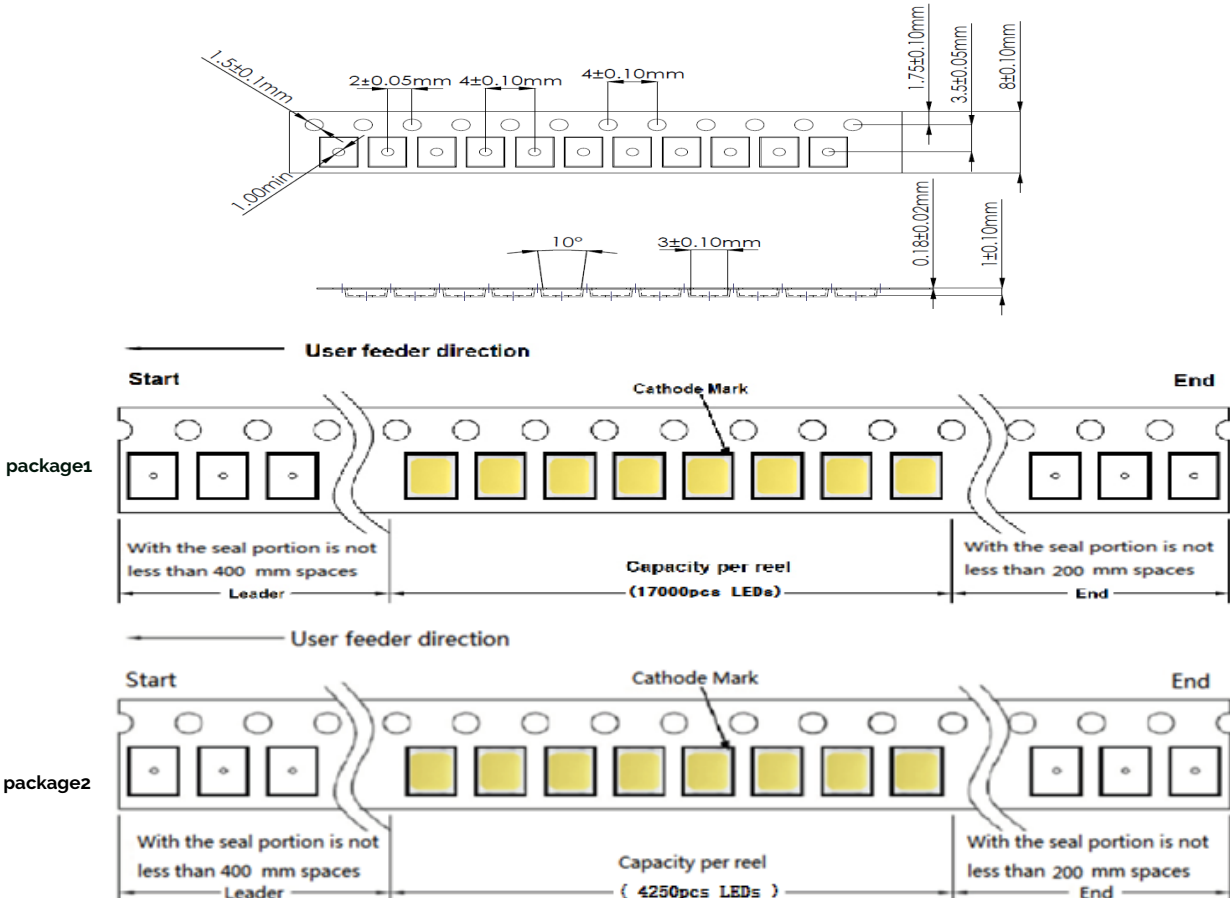 1.5±0.1mm
2±0.05mm
4±0.10mm
4±0.10mm
1.75±0.10mm
3.5±0.05mm
8±0.10mm
1.00min
10°
3±0.10mm
0.18±0.02mm
1±0.10mm
User feeder direction
Start
Cathode Mark
End
package1
With the seal portion is not
less than 400 mm spaces
Leader
Capacity per reel
(17000pcs LEDs)
With the seal portion is not
less than 200 mm spaces
End
User feeder direction
Start
Cathode Mark
End
package2
With the seal portion is not
less than 400 mm spaces
Leader
Capacity per reel
( 4250pcs LEDs )
With the seal portion is not
less than 200 mm spaces
End